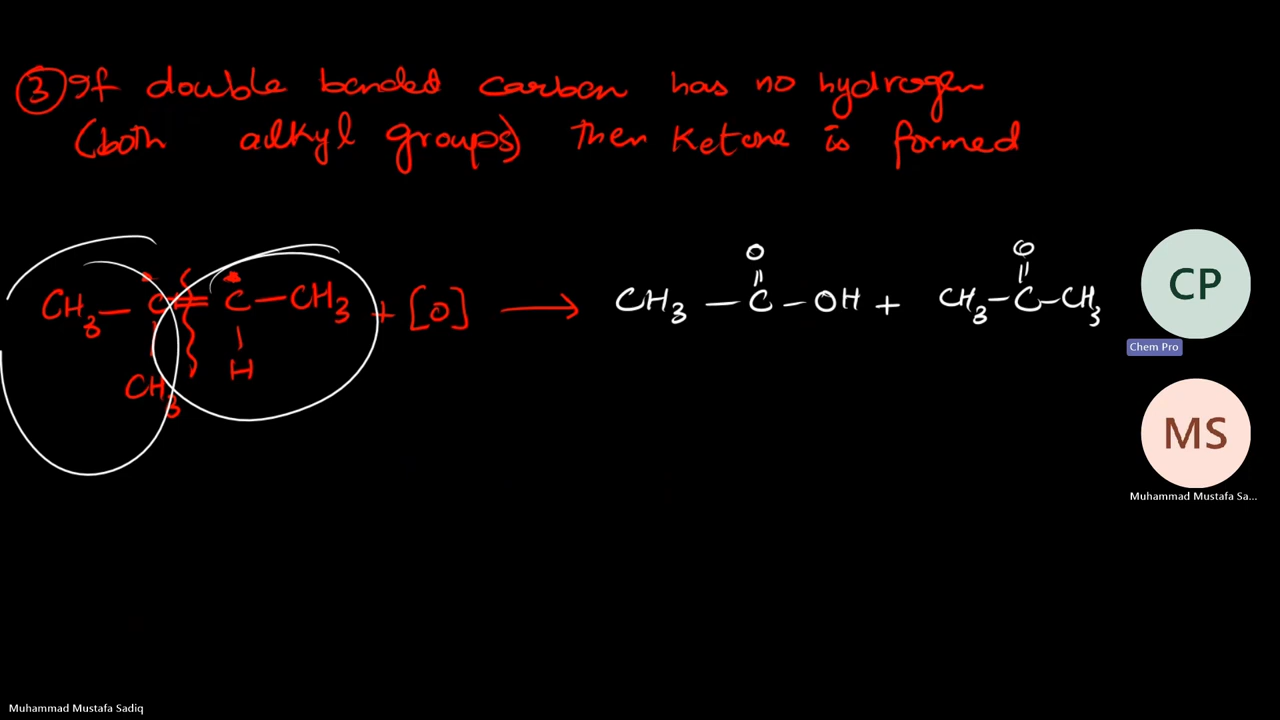 ③ If double bonded carbon has no hydrogen
(both alkyl groups) then Ketone is formed
CH₃—C=C—CH₃ + [O] → CH₃—C—OH + CH₃—C—CH₃
O O
CH₃ H
CP
Chem Pro
MS
Muhammad Mustafa Sa...
Muhammad Mustafa Sadiq